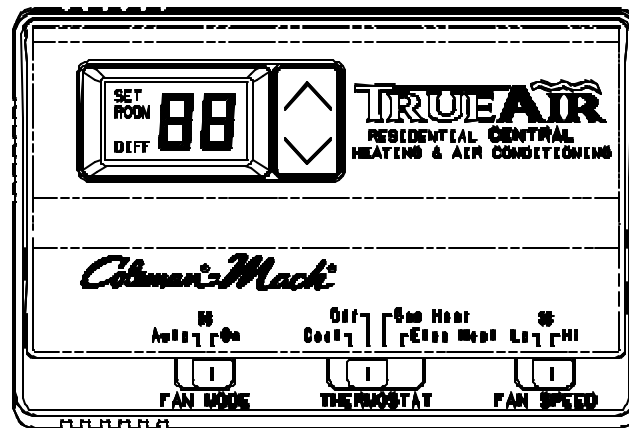 SET
ROOM
DIFF
88
TRUEAIR
RESIDENTIAL CENTRAL
HEATING & AIR CONDITIONING
Coleman-Mach
Off Gas Heat
Auto On Cool Elec Heat Lo Hi
FAN MODE THERMOSTAT FAN SPEED